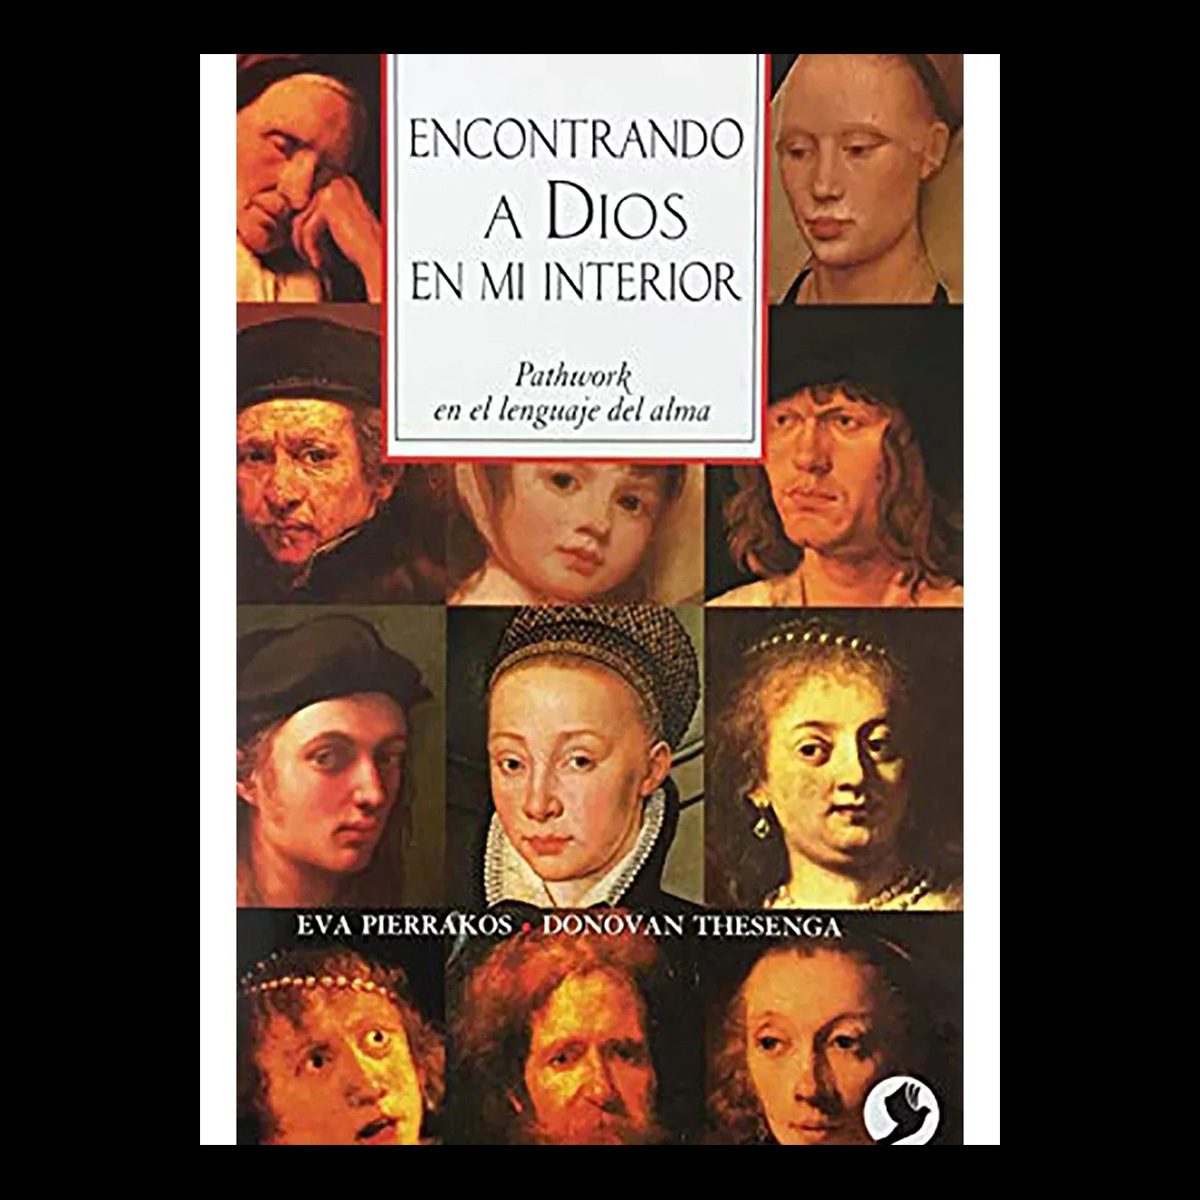 ENCONTRANDO
A DIOS
EN MI INTERIOR
Pathwork
en el lenguaje del alma
EVA PIERRAKOS • DONOVAN THESENGA